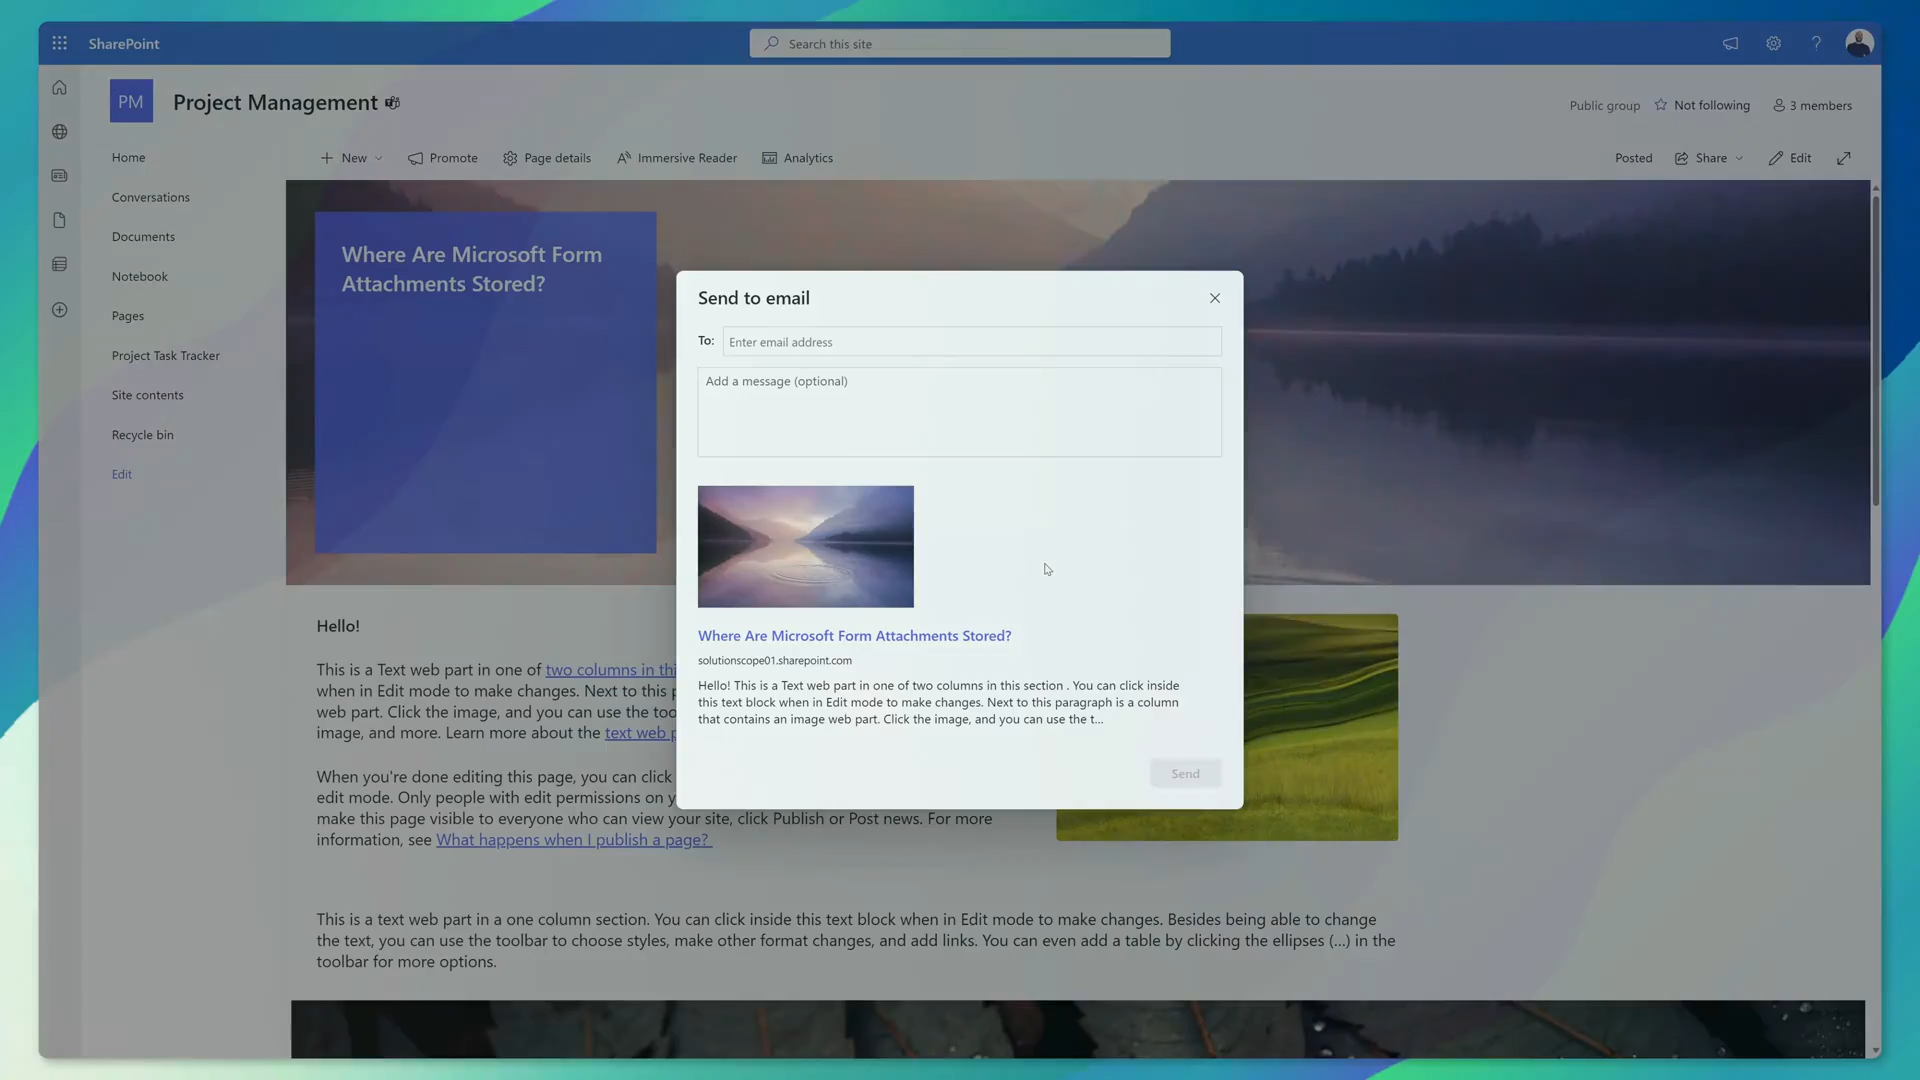 SharePoint
Search this site
PM
Project Management
Public group
Not following
3 members
Home
Conversations
Documents
Notebook
Pages
Project Task Tracker
Site contents
Recycle bin
Edit
New
Promote
Page details
Immersive Reader
Analytics
Posted
Share
Edit
Where Are Microsoft Form
Attachments Stored?
Send to email
To:
Enter email address
Add a message (optional)
Where Are Microsoft Form Attachments Stored?
solutionscope01.sharepoint.com
Hello! This is a Text web part in one of two columns in this section . You can click inside
this text block when in Edit mode to make changes. Next to this paragraph is a column
that contains an image web part. Click the image, and you can use the t...
Send
Hello!
This is a Text web part in one of two columns in thi
when in Edit mode to make changes. Next to this p
web part. Click the image, and you can use the too
image, and more. Learn more about the text web p
When you're done editing this page, you can click
edit mode. Only people with edit permissions on y
make this page visible to everyone who can view your site, click Publish or Post news. For more
information, see What happens when I publish a page?
This is a text web part in a one column section. You can click inside this text block when in Edit mode to make changes. Besides being able to change
the text, you can use the toolbar to choose styles, make other format changes, and add links. You can even add a table by clicking the ellipses (...) in the
toolbar for more options.